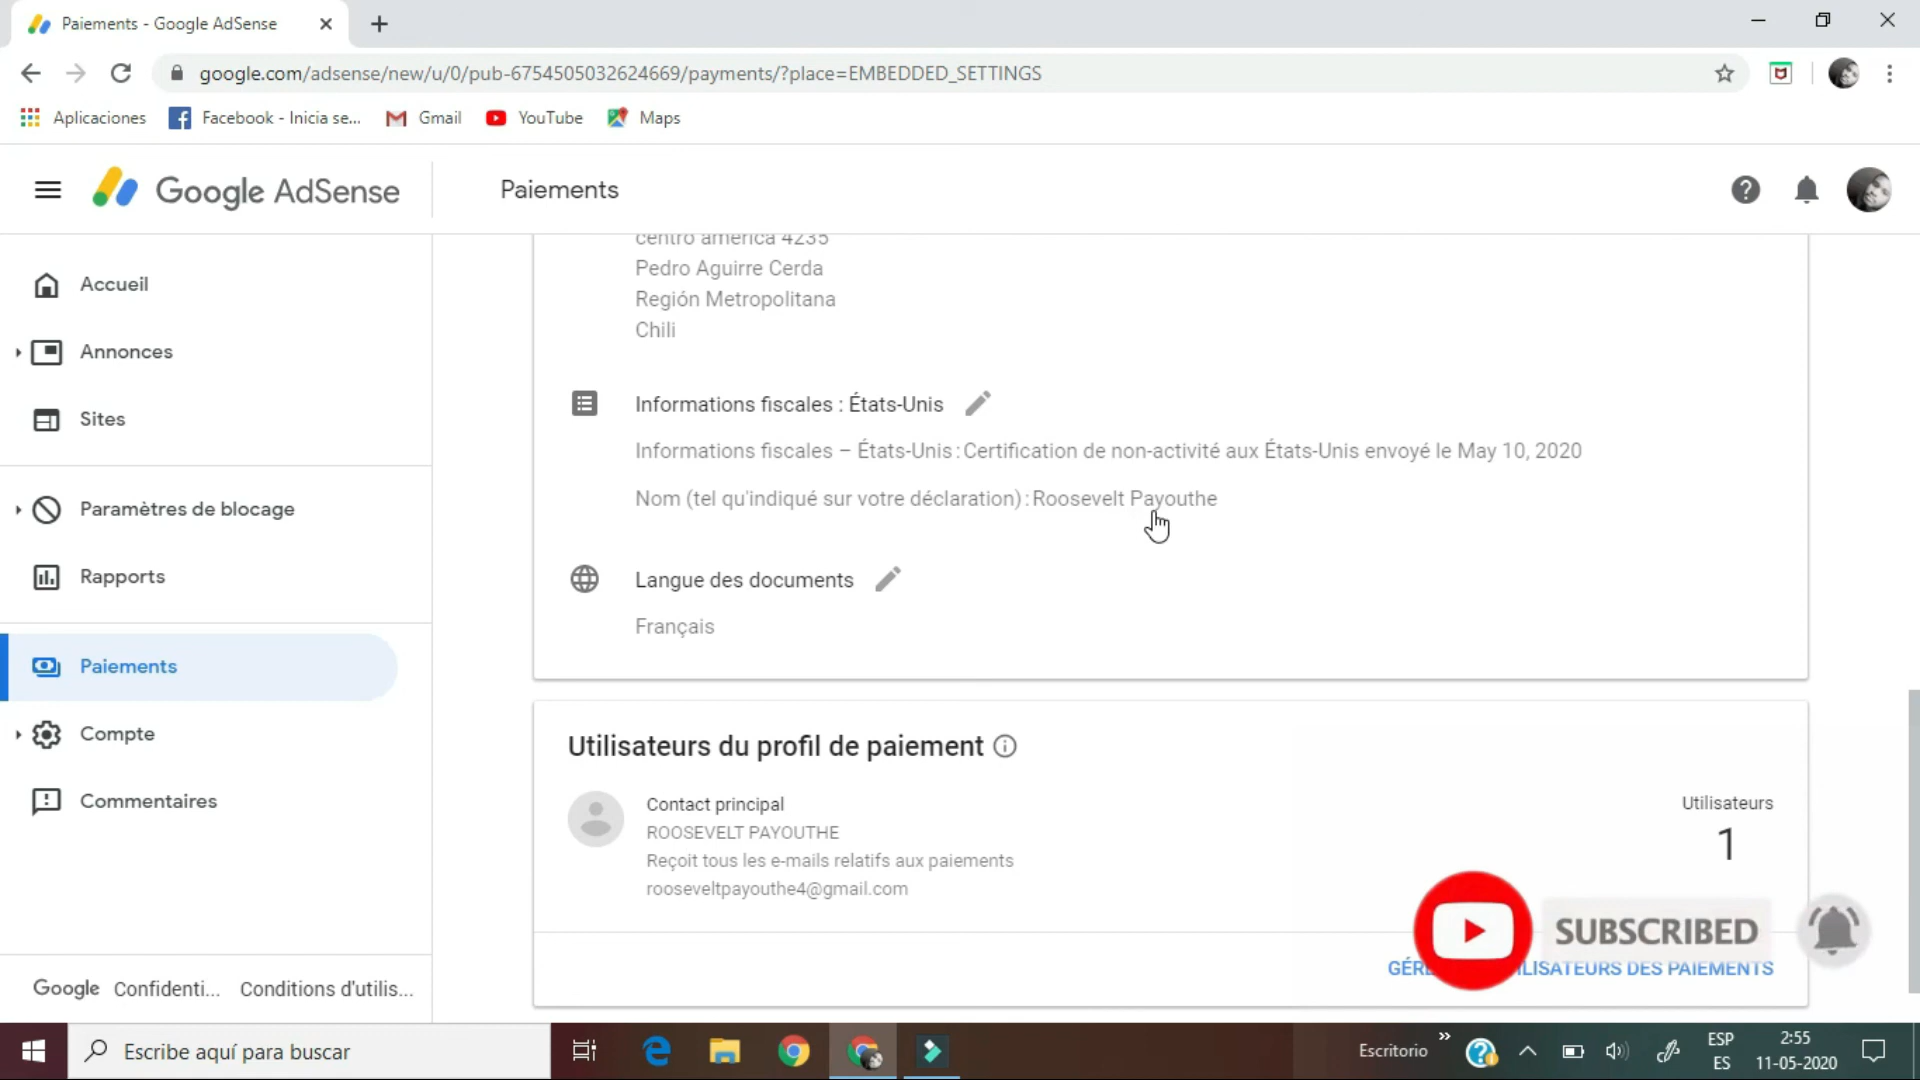 Paiements - Google AdSense
google.com/adsense/new/u/0/pub-6754505032624669/payments/?place=EMBEDDED_SETTINGS
Aplicaciones
Facebook - Inicia se...
Gmail
YouTube
Maps
Google AdSense
Paiements
centro america 4235
Pedro Aguirre Cerda
Región Metropolitana
Chili
Accueil
Annonces
Sites
Paramètres de blocage
Rapports
Paiements
Compte
Commentaires
Google Confidenti... Conditions d'utilis...
Informations fiscales : États-Unis
Informations fiscales – États-Unis : Certification de non-activité aux États-Unis envoyé le May 10, 2020
Nom (tel qu'indiqué sur votre déclaration) : Roosevelt Payouthe
Langue des documents
Français
Utilisateurs du profil de paiement
Contact principal
ROOSEVELT PAYOUTHE
Reçoit tous les e-mails relatifs aux paiements
rooseveltpayouthe4@gmail.com
Utilisateurs
1
SUBSCRIBED
DES PAIEMENTS
Escribe aquí para buscar
Escritorio
ESP
ES
2:55
11-05-2020